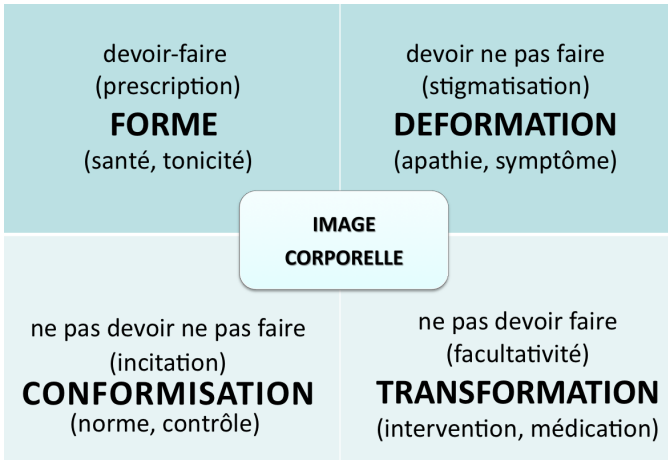 devoir-faire
(prescription)
FORME
(santé, tonicité)
devoir ne pas faire
(stigmatisation)
DEFORMATION
(apathie, symptôme)
IMAGE
CORPORELLE
ne pas devoir ne pas faire
(incitation)
CONFORMISATION
(norme, contrôle)
ne pas devoir faire
(facultativité)
TRANSFORMATION
(intervention, médication)